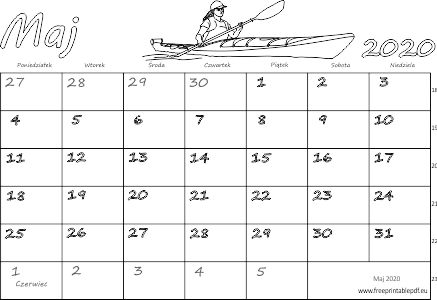 Maj 2020
Poniedziałek Wtorek Środa Czwartek Piątek Sobota Niedziela
27 28 29 30 1 2 3 18
4 5 6 7 8 9 10 19
11 12 13 14 15 16 17 20
18 19 20 21 22 23 24 21
25 26 27 28 29 30 31 22
1 2 3 4 5 23
Czerwiec
Maj 2020
www.freeprintablepdf.eu